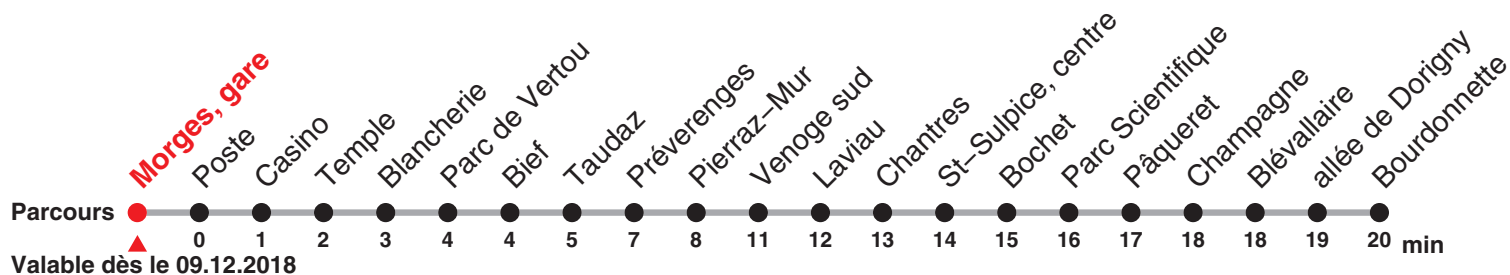 Morges, gare
Poste
Casino
Temple
Blancherie
Parc de Vertou
Bief
Taudaz
Préverenges
Pierraz–Mur
Venoge sud
Laviau
Chantres
St–Sulpice, centre
Bochet
Parc Scientifique
Pâqueret
Champagne
Blévallaire
allée de Dorigny
Bourdonnette
Parcours
0 1 2 3 4 4 5 7 8 11 12 13 14 15 16 17 18 18 19 20 min
Valable dès le 09.12.2018